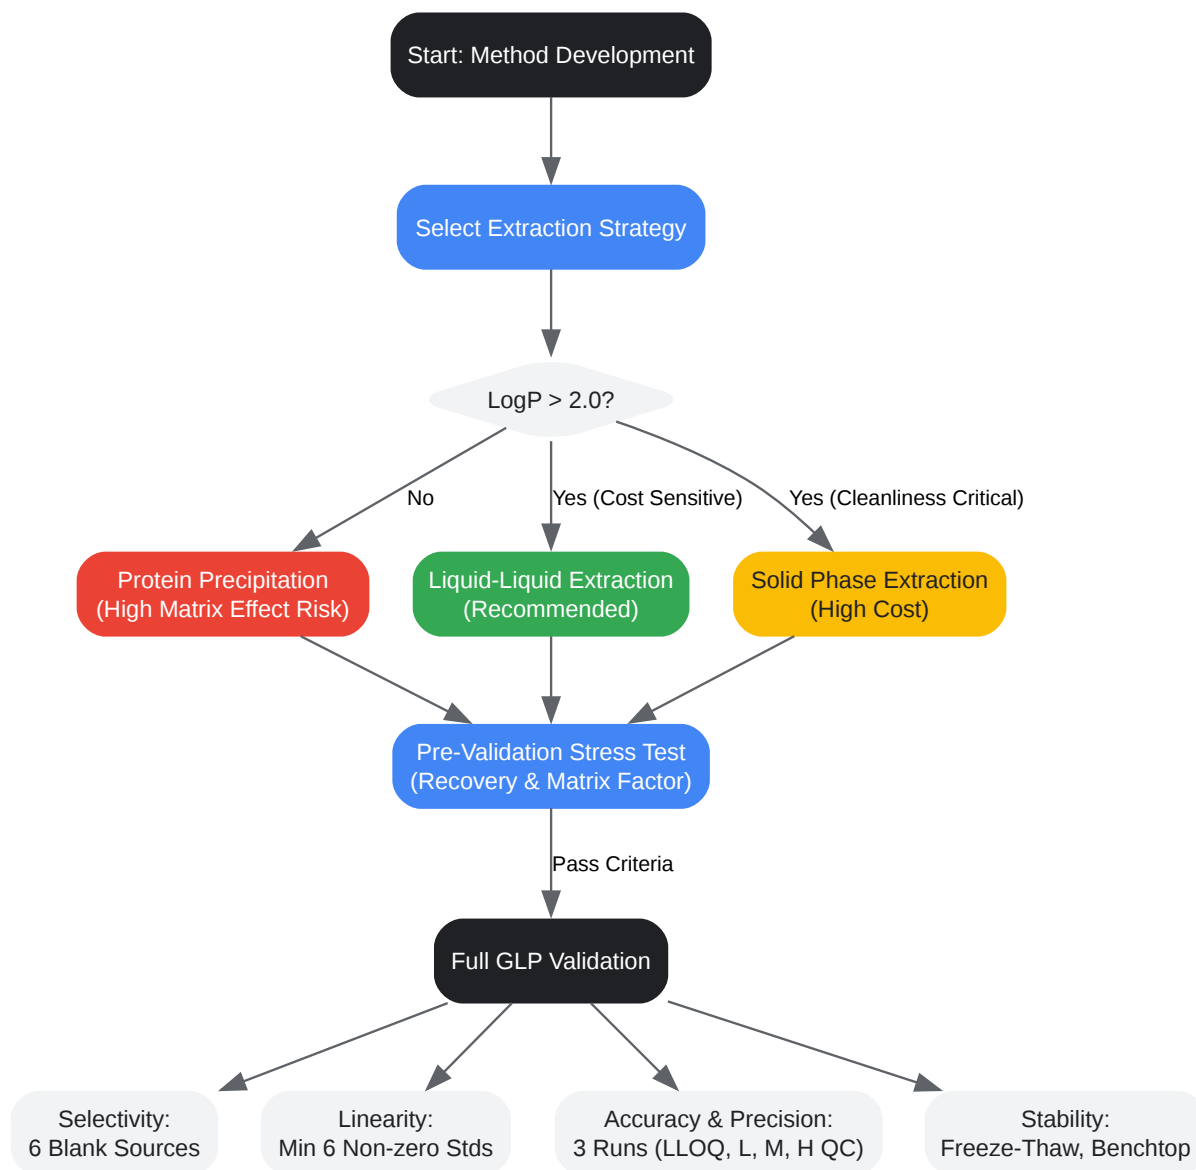 Start: Method Development
Select Extraction Strategy
LogP > 2.0?
No
Yes (Cost Sensitive)
Yes (Cleanliness Critical)
Protein Precipitation
(High Matrix Effect Risk)
Liquid-Liquid Extraction
(Recommended)
Solid Phase Extraction
(High Cost)
Pre-Validation Stress Test
(Recovery & Matrix Factor)
Pass Criteria
Full GLP Validation
Selectivity:
6 Blank Sources
Linearity:
Min 6 Non-zero Stds
Accuracy & Precision:
3 Runs (LLOQ, L, M, H QC)
Stability:
Freeze-Thaw, Benchtop